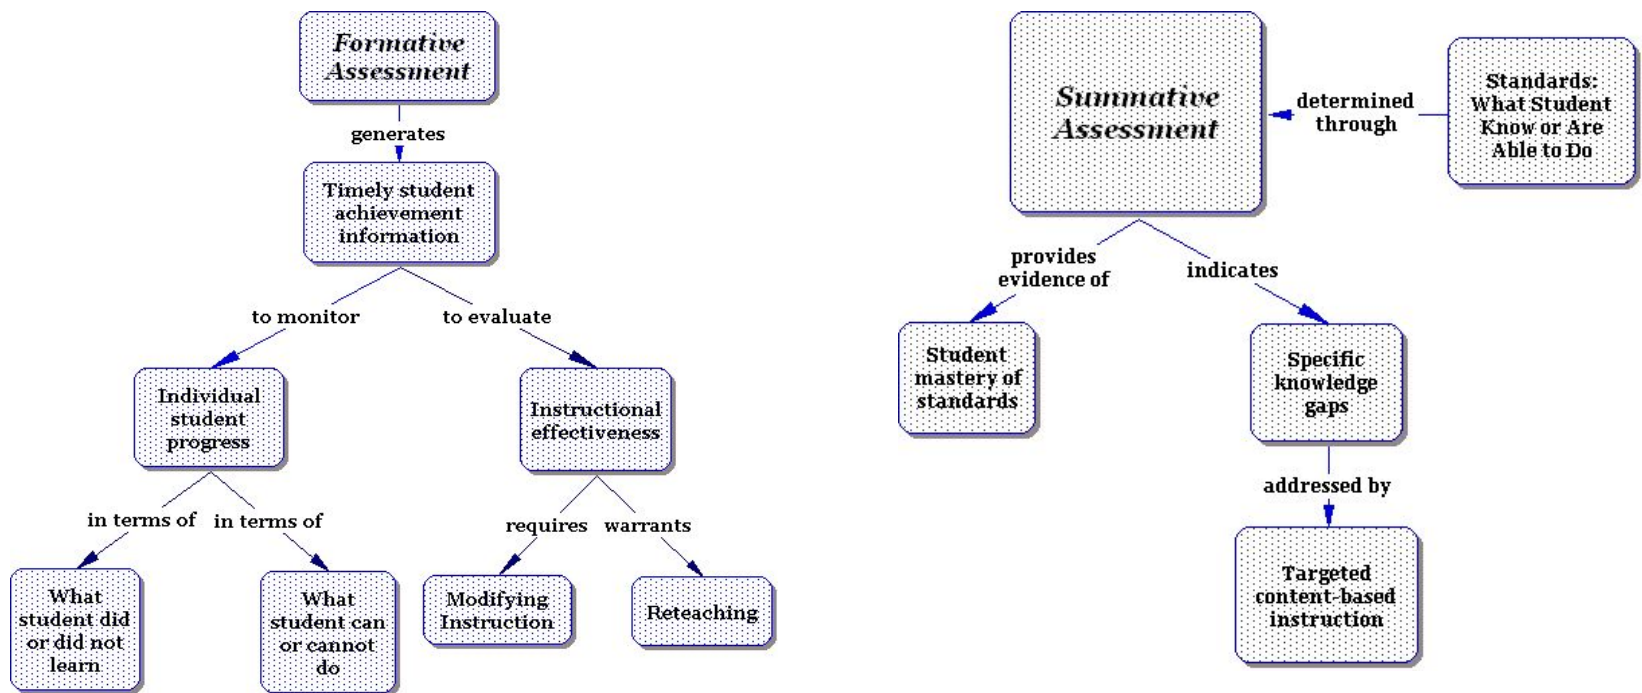 Formative
Assessment
generates
Timely student
achievement
information
to monitor
to evaluate
Individual
student
progress
Instructional
effectiveness
in terms of
in terms of
requires
warrants
What
student did
or did not
learn
What
student can
or cannot
do
Modifying
Instruction
Reteaching
Summative
Assessment
determined
through
Standards:
What Student
Know or Are
Able to Do
provides
evidence of
indicates
Student
mastery of
standards
Specific
knowledge
gaps
addressed by
Targeted
content-based
instruction